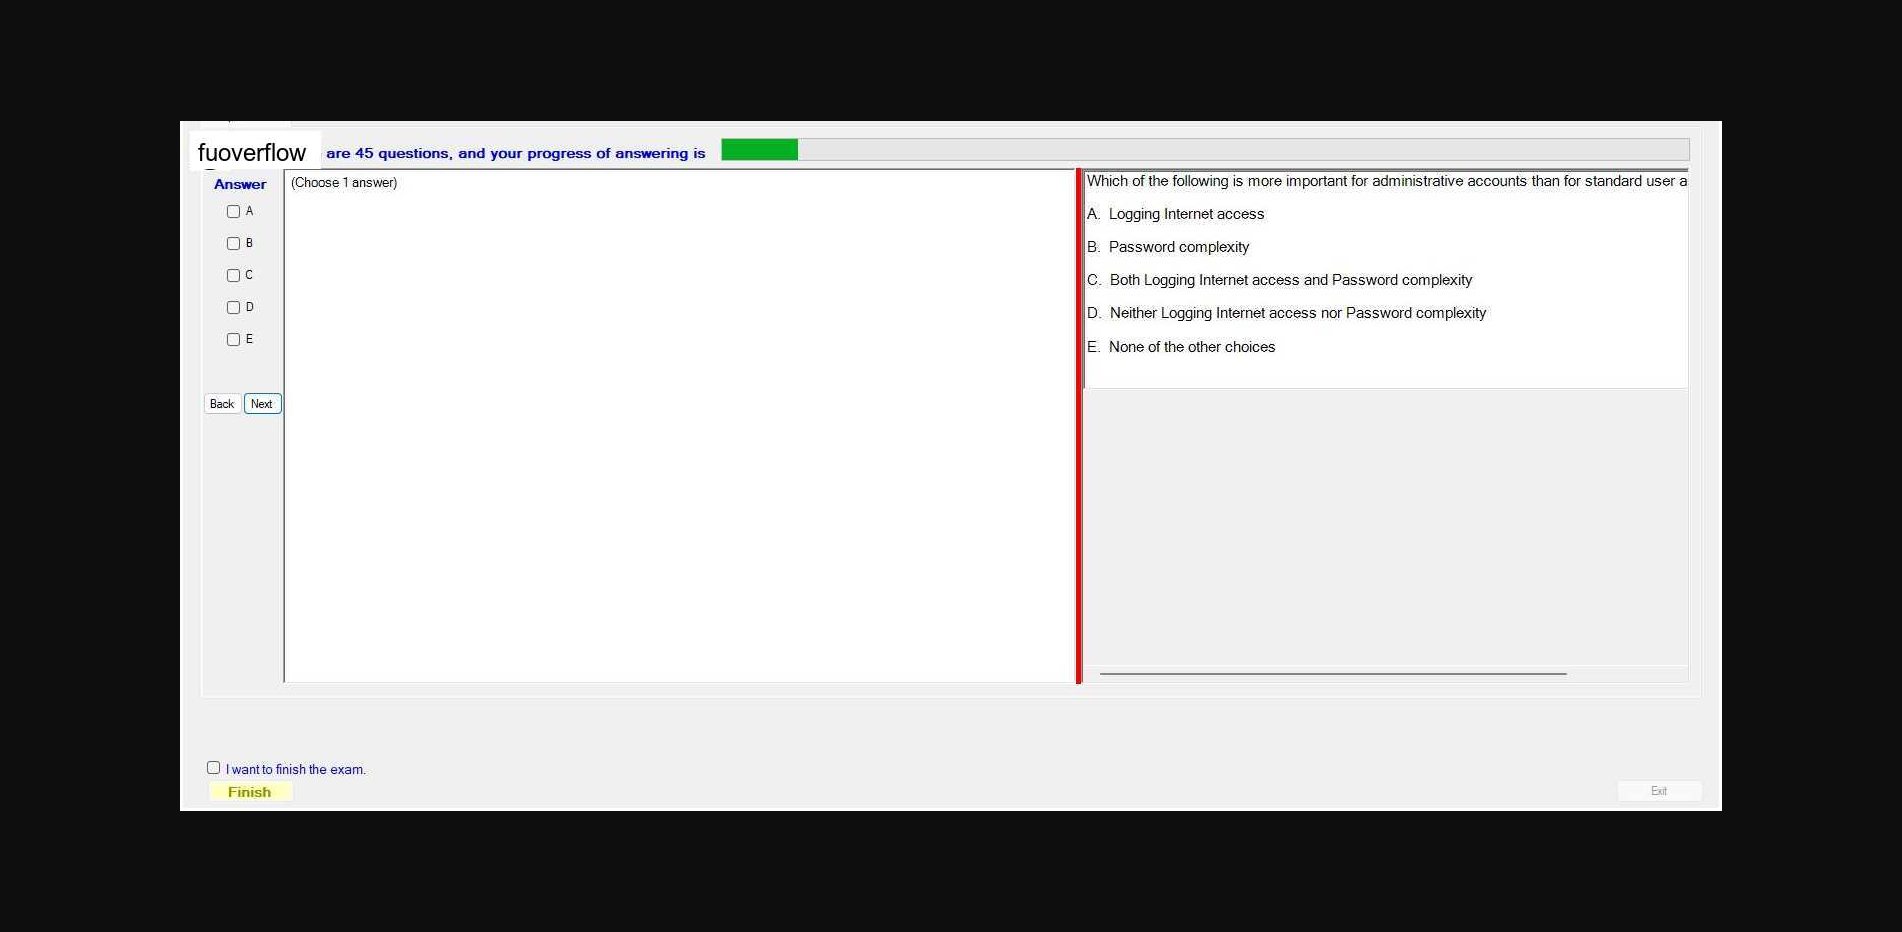 fuoverflow are 45 questions, and your progress of answering is
Answer
(Choose 1 answer)
A
B
C
D
E
Back Next
Which of the following is more important for administrative accounts than for standard user a
A. Logging Internet access
B. Password complexity
C. Both Logging Internet access and Password complexity
D. Neither Logging Internet access nor Password complexity
E. None of the other choices
I want to finish the exam.
Finish
Exit